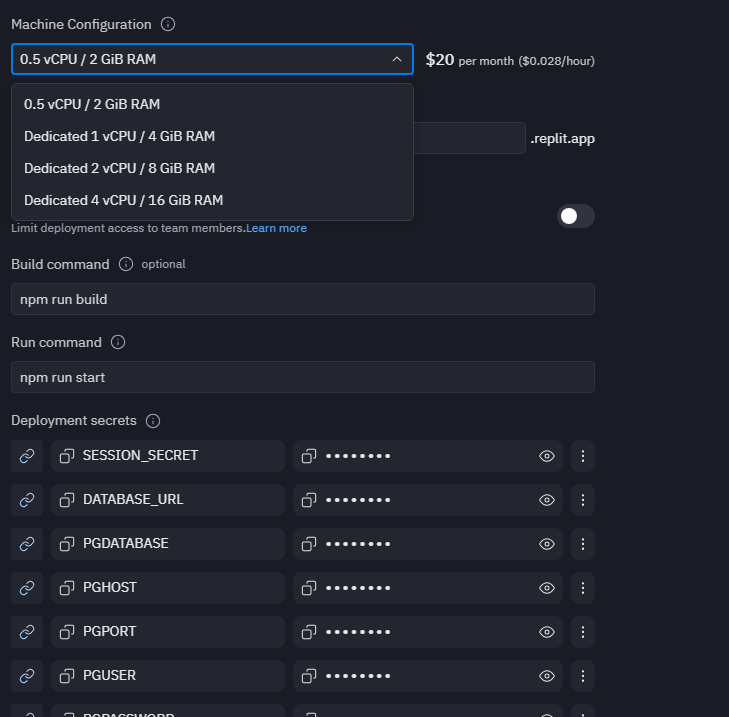 Machine Configuration
0.5 vCPU / 2 GiB RAM
$20 per month ($0.028/hour)
0.5 vCPU / 2 GiB RAM
Dedicated 1 vCPU / 4 GiB RAM
Dedicated 2 vCPU / 8 GiB RAM
Dedicated 4 vCPU / 16 GiB RAM
.replit.app
Limit deployment access to team members.Learn more
Build command optional
npm run build
Run command
npm run start
Deployment secrets
SESSION_SECRET ••••••••
DATABASE_URL ••••••••
PGDATABASE ••••••••
PGHOST ••••••••
PGPORT ••••••••
PGUSER ••••••••
PGPASSWORD